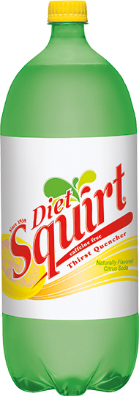 Since 1938
Diet
Squirt
caffeine free
Thirst Quencher
Naturally Flavored
Citrus Soda